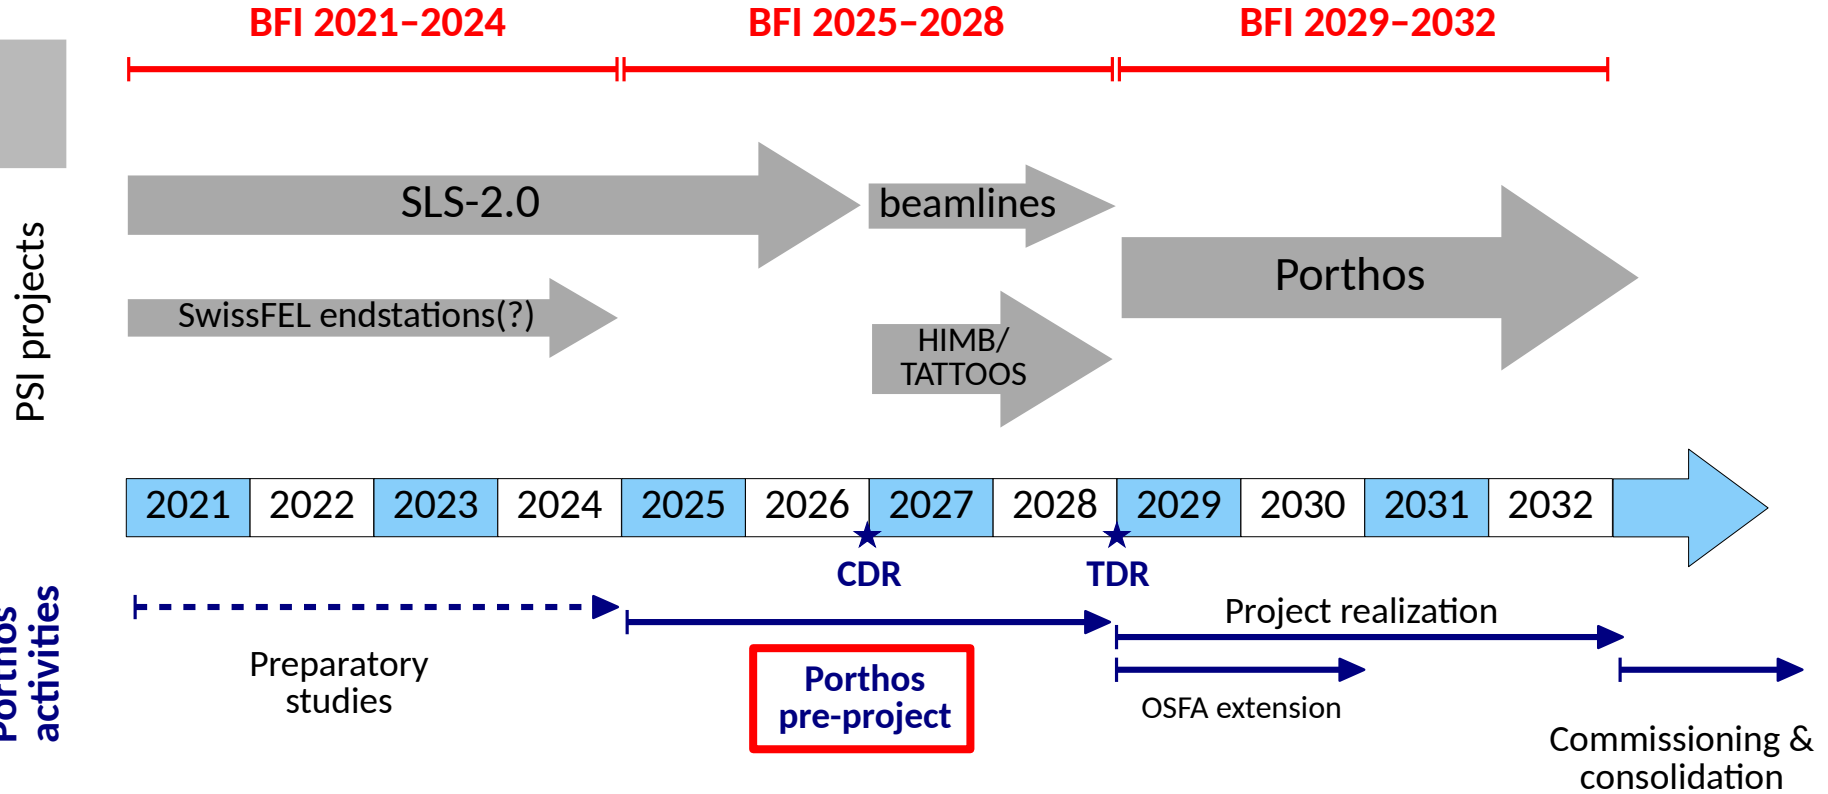 BFI 2021–2024
BFI 2025–2028
BFI 2029–2032
PSI projects
SLS-2.0
beamlines
SwissFEL endstations(?)
HIMB/
TATTOOS
Porthos
2021
2022
2023
2024
2025
2026
2027
2028
2029
2030
2031
2032
CDR
TDR
Porthos
activities
Preparatory
studies
Porthos
pre-project
Project realization
OSFA extension
Commissioning &
consolidation